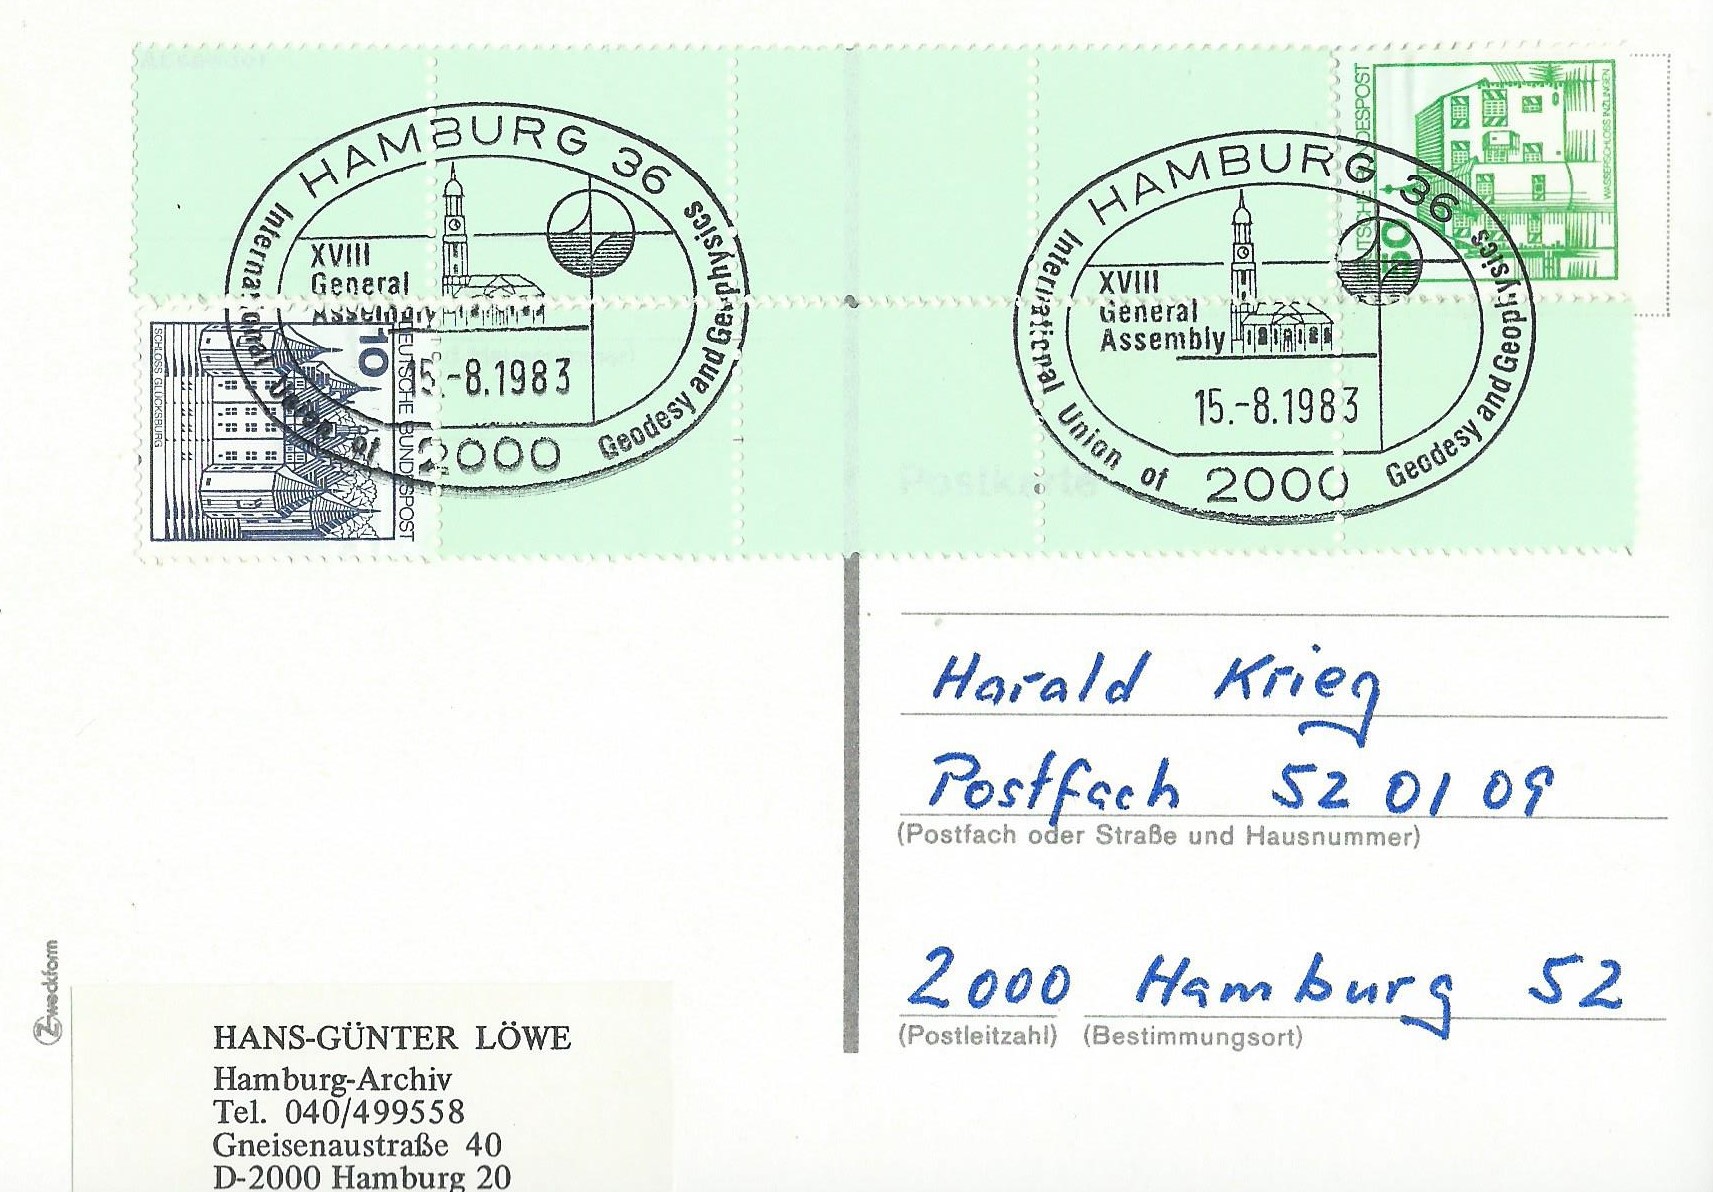 HAMBURG 36
International Union of Geodesy and Geophysics
XVIII
General
Assembly
15.-8.1983
2000
10
DEUTSCHE BUNDESPOST
SCHLOSS GLÜCKSBURG
HAMBURG 36
International Union of Geodesy and Geophysics
XVIII
General
Assembly
15.-8.1983
2000
50
DEUTSCHE BUNDESPOST
WASSERSCHLOSS INZLINGEN
Postkarte
Harald Krieg
Postfach 52 01 09
(Postfach oder Straße und Hausnummer)
2000 Hamburg 52
(Postleitzahl) (Bestimmungsort)
Zweckform
HANS-GÜNTER LÖWE
Hamburg-Archiv
Tel. 040/499558
Gneisenaustraße 40
D-2000 Hamburg 20